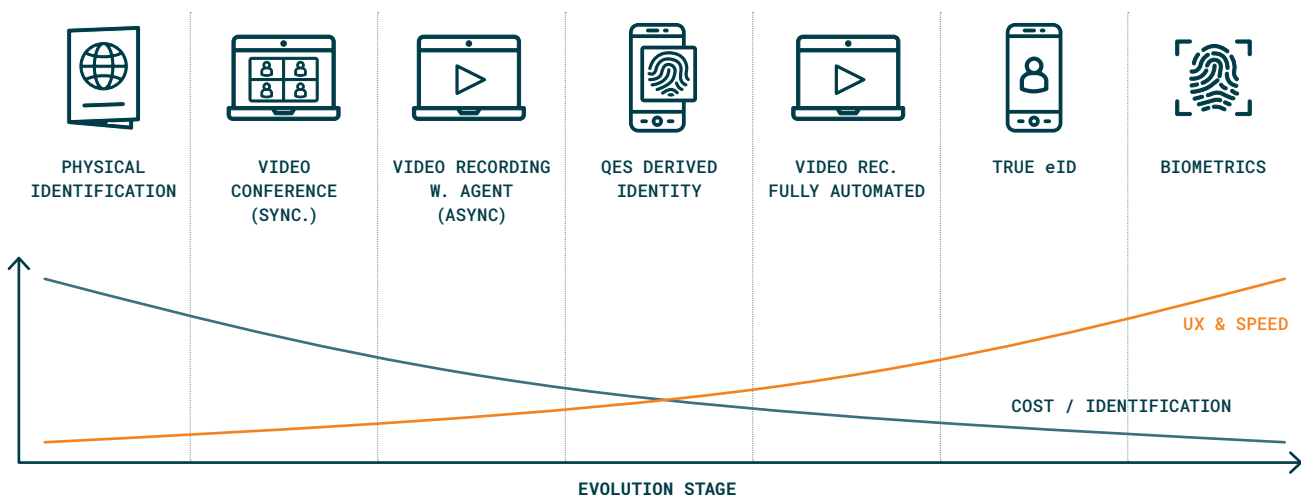 PHYSICAL
IDENTIFICATION
VIDEO
CONFERENCE
(SYNC.)
VIDEO RECORDING
W. AGENT
(ASYNC)
QES DERIVED
IDENTITY
VIDEO REC.
FULLY AUTOMATED
TRUE eID
BIOMETRICS
UX & SPEED
COST / IDENTIFICATION
EVOLUTION STAGE